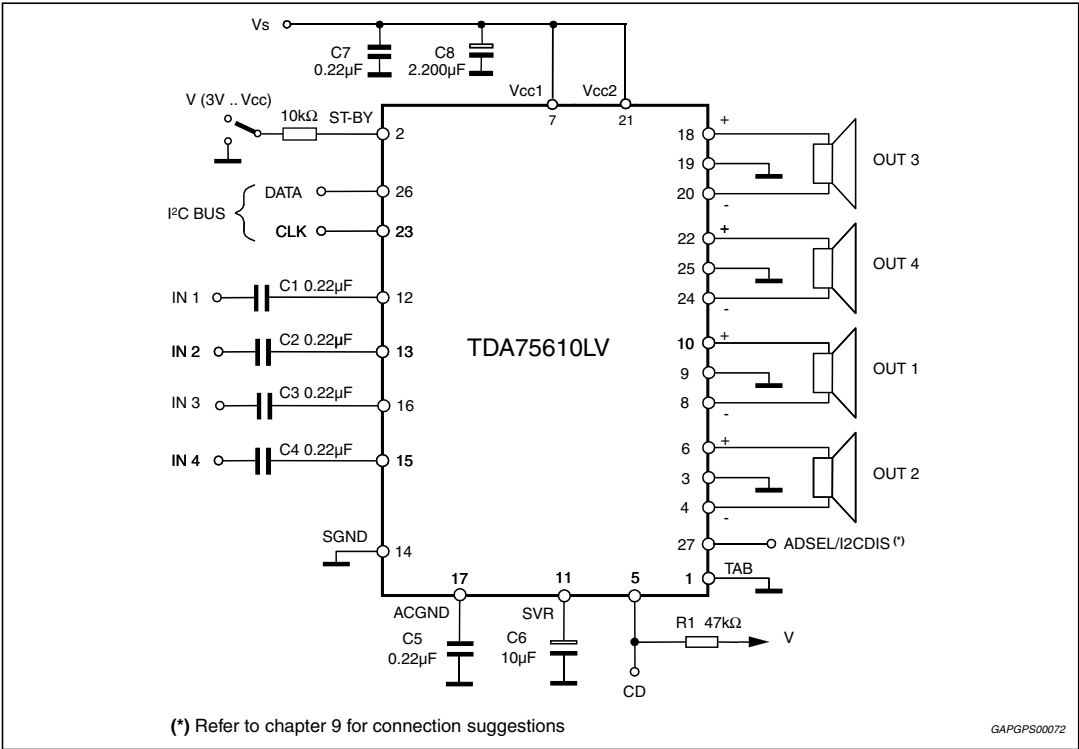 Vs
C7
0.22µF
C8
2.200µF
Vcc1
Vcc2
7
21
V (3V .. Vcc)
10kΩ
ST-BY
2
I²C BUS
DATA
26
CLK
23
IN 1
C1 0.22µF
12
IN 2
C2 0.22µF
13
IN 3
C3 0.22µF
16
IN 4
C4 0.22µF
15
SGND
14
TDA75610LV
18
+
19
20
-
OUT 3
22
+
25
24
-
OUT 4
10
+
9
8
-
OUT 1
6
+
3
4
-
OUT 2
27
ADSEL/I2CDIS (*)
1
TAB
17
11
5
ACGND
C5
0.22µF
SVR
C6
10µF
R1 47kΩ
V
CD
(*) Refer to chapter 9 for connection suggestions
GAPGPS00072